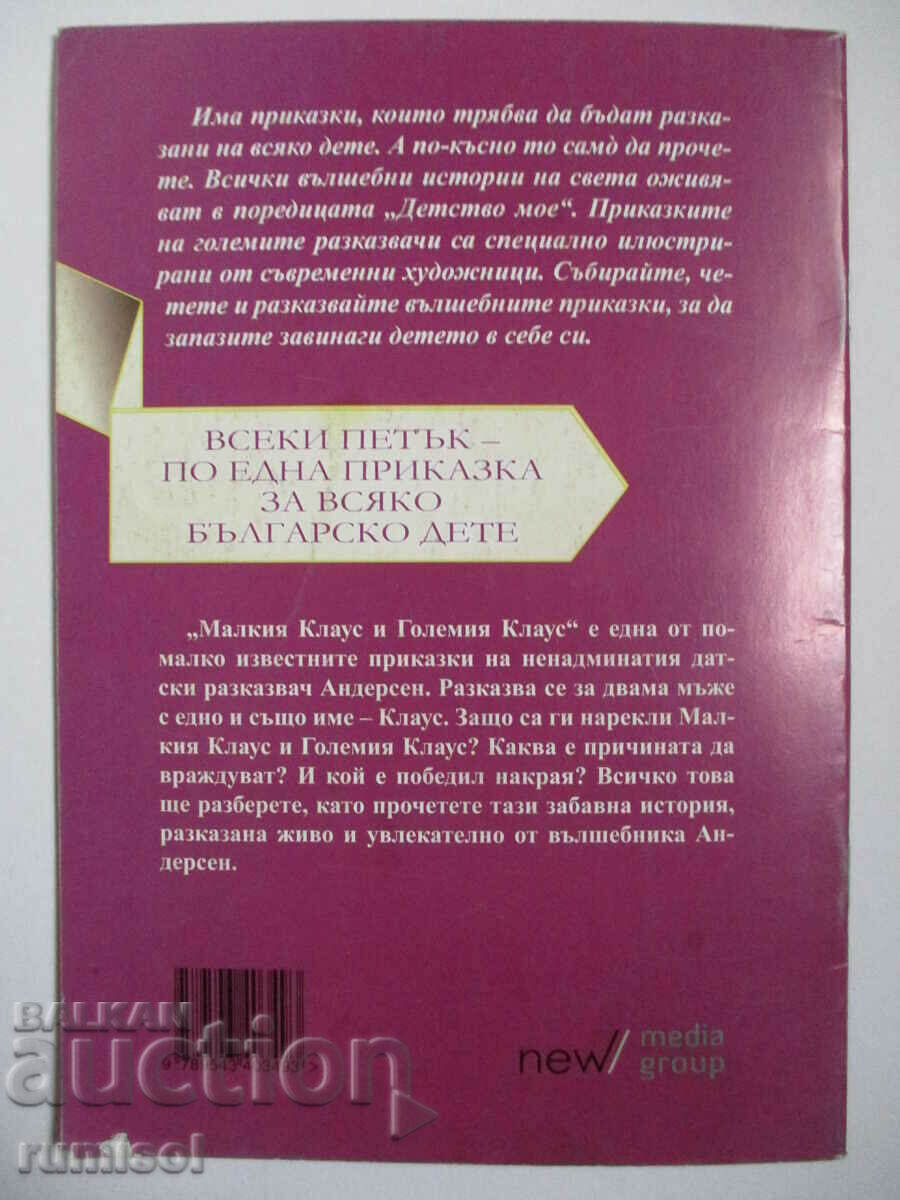 Има приказки, които трябва да бъдат разка-
зани на всяко дете. А по-късно то само̀ да проче-
те. Всички вълшебни истории на света оживя-
ват в поредицата „Детство мое“. Приказките
на големите разказвачи са специално илюстри-
рани от съвременни художници. Събирайте, че-
тете и разказвайте вълшебните приказки, за да
запазите завинаги детето в себе си.
ВСЕКИ ПЕТЪК –
ПО ЕДНА ПРИКАЗКА
ЗА ВСЯКО
БЪЛГАРСКО ДЕТЕ
„Малкия Клаус и Големия Клаус“ е една от по-
малко известните приказки на ненадминатия дат-
ски разказвач Андерсен. Разказва се за двама мъже
с едно и също име – Клаус. Защо са ги нарекли Мал-
кия Клаус и Големия Клаус? Каква е причината да
враждуват? И кой е победил накрая? Всичко това
ще разберете, като прочетете тази забавна история,
разказана живо и увлекателно от вълшебника Ан-
дерсен.
BALKAN
auction
new// media
group
rumisol